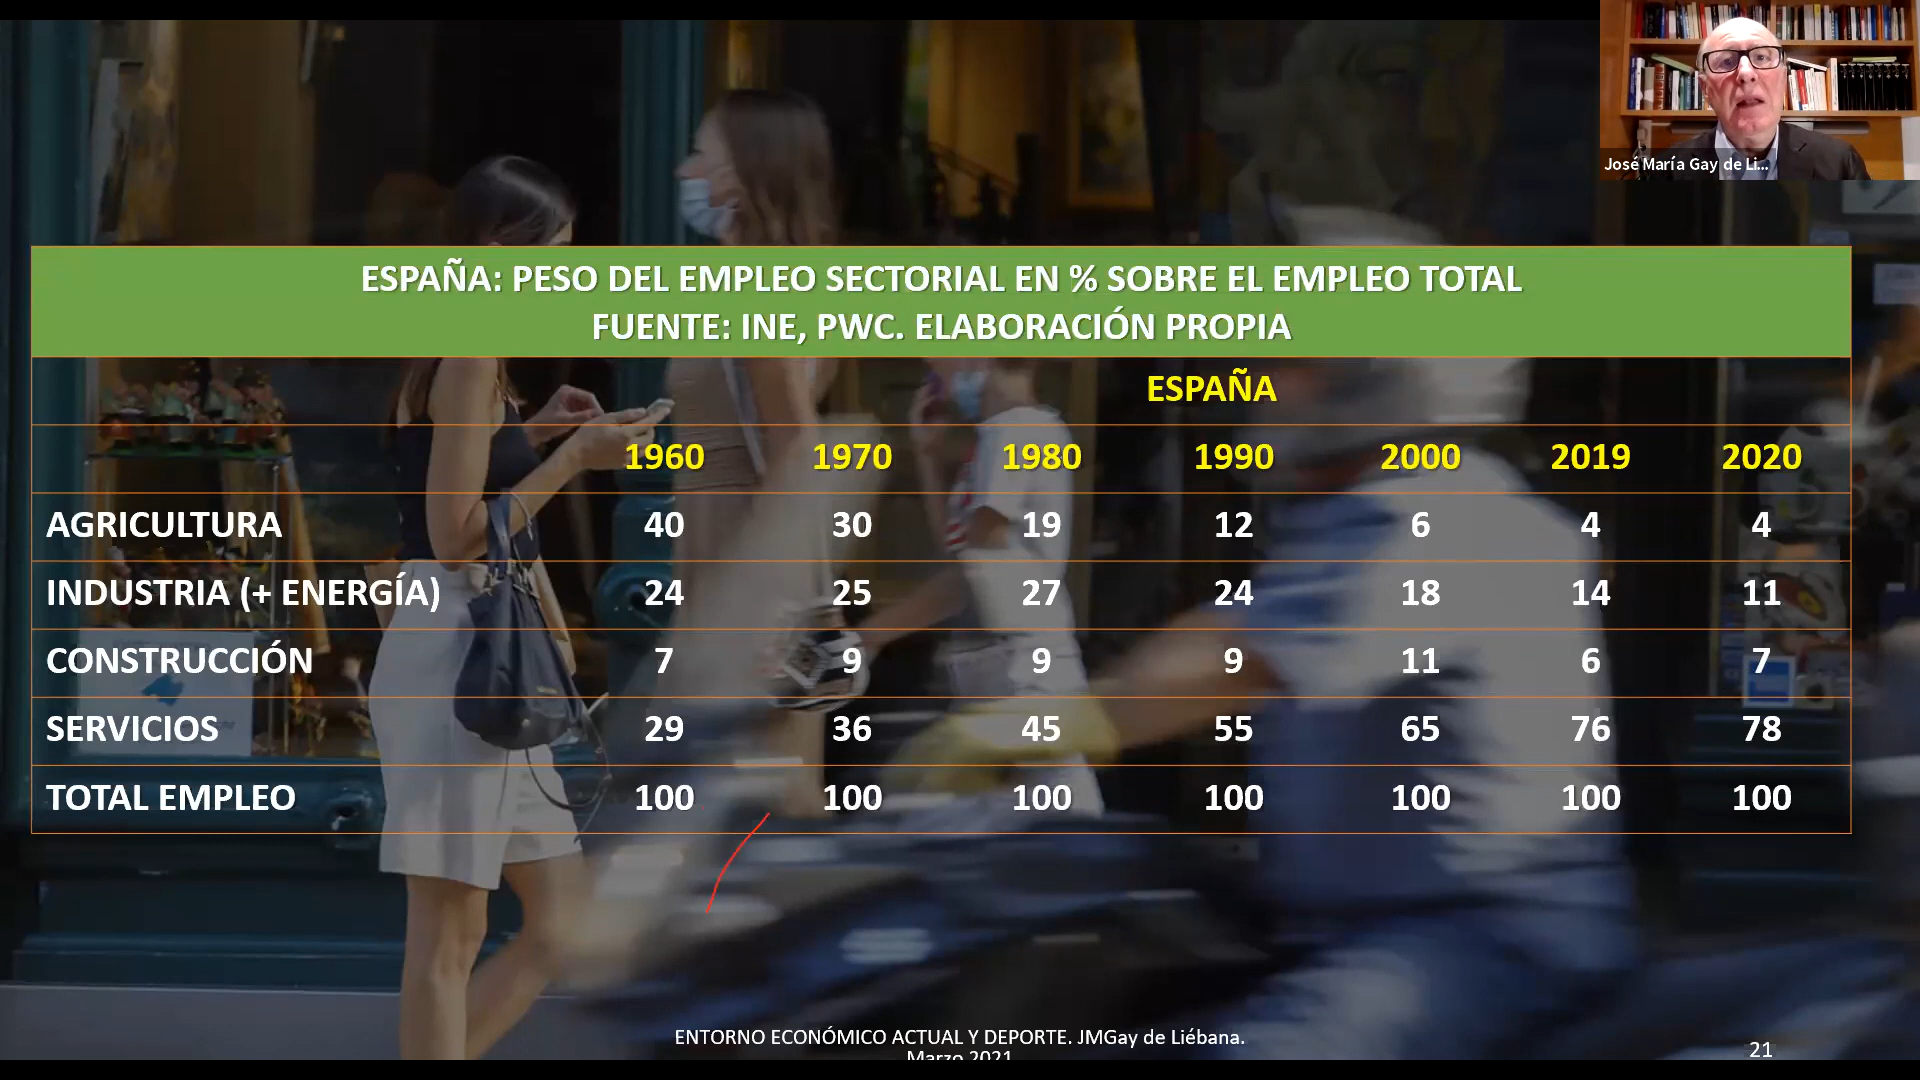 José María Gay de Li...
ESPAÑA: PESO DEL EMPLEO SECTORIAL EN % SOBRE EL EMPLEO TOTAL
FUENTE: INE, PWC. ELABORACIÓN PROPIA
ESPAÑA
1960 1970 1980 1990 2000 2019 2020
AGRICULTURA 40 30 19 12 6 4 4
INDUSTRIA (+ ENERGÍA) 24 25 27 24 18 14 11
CONSTRUCCIÓN 7 9 9 9 11 6 7
SERVICIOS 29 36 45 55 65 76 78
TOTAL EMPLEO 100 100 100 100 100 100 100
ENTORNO ECONÓMICO ACTUAL Y DEPORTE. JMGay de Liébana.
Marzo 2021
21